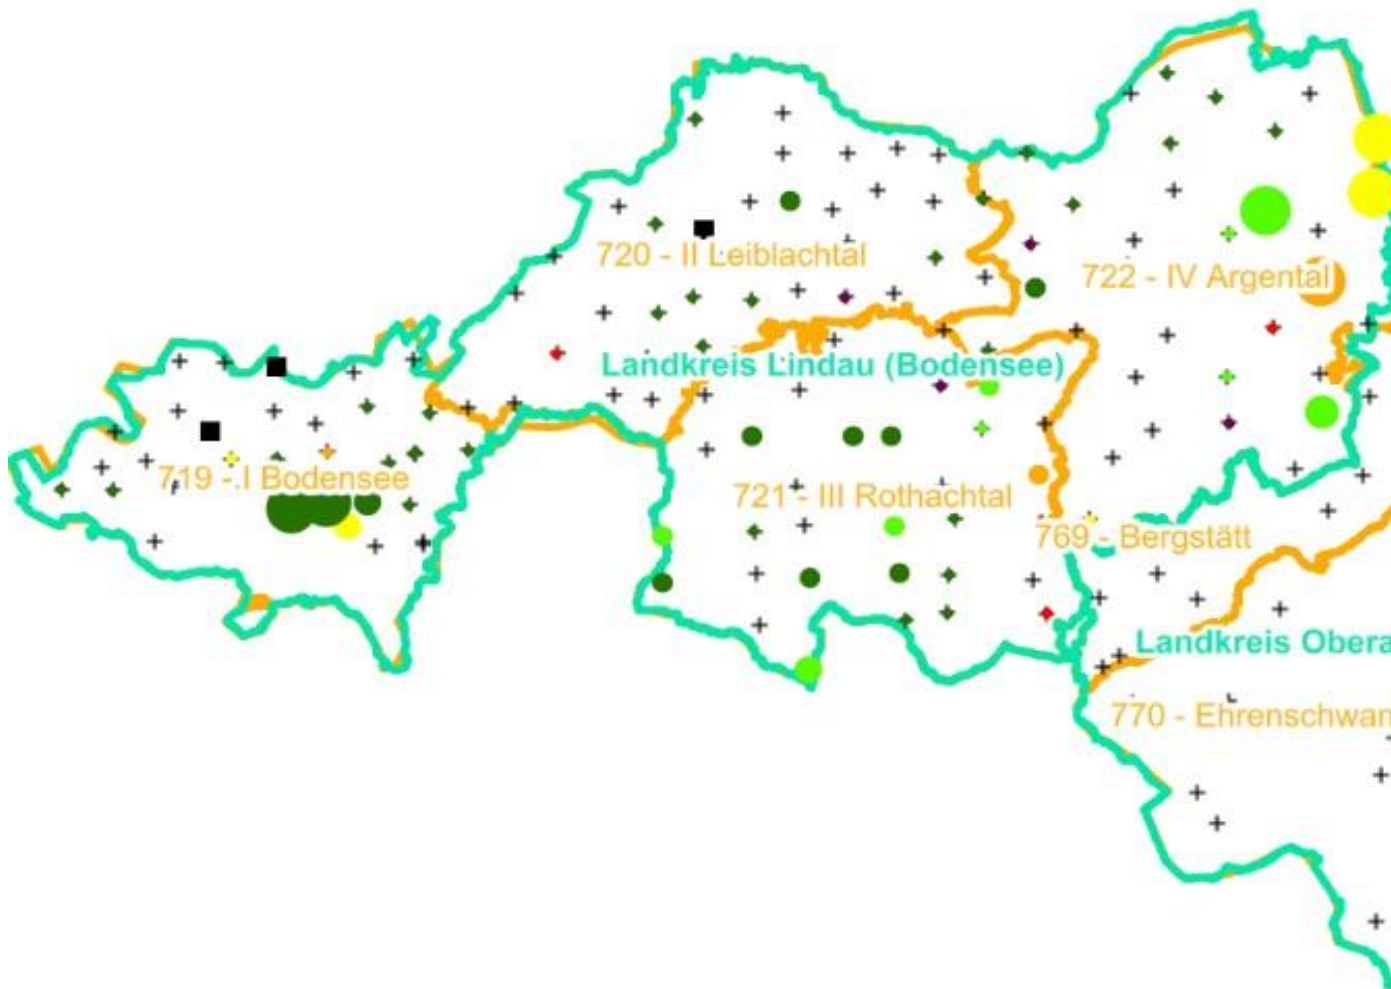 720 - II Leiblachtal
722 - IV Argental
Landkreis Lindau (Bodensee)
719 - I Bodensee
721 - III Rothachtal
769 - Bergstätt
Landkreis Obera
770 - Ehrenschwan